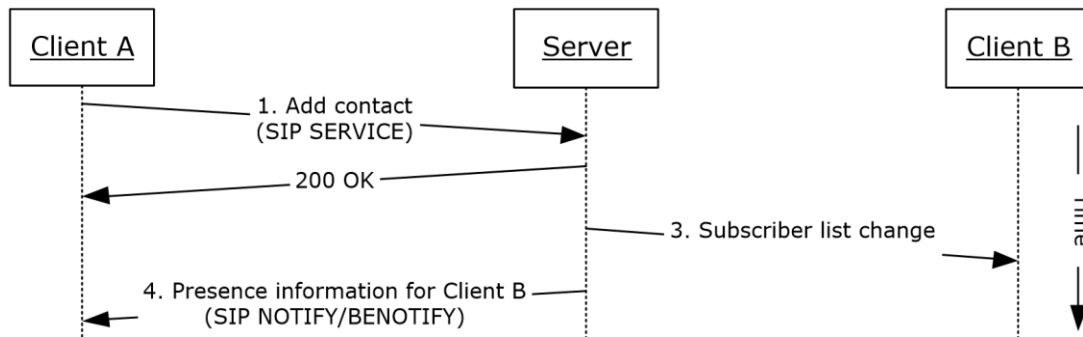 Client A
Server
Client B
1. Add contact
(SIP SERVICE)
200 OK
3. Subscriber list change
4. Presence information for Client B
(SIP NOTIFY/BENOTIFY)